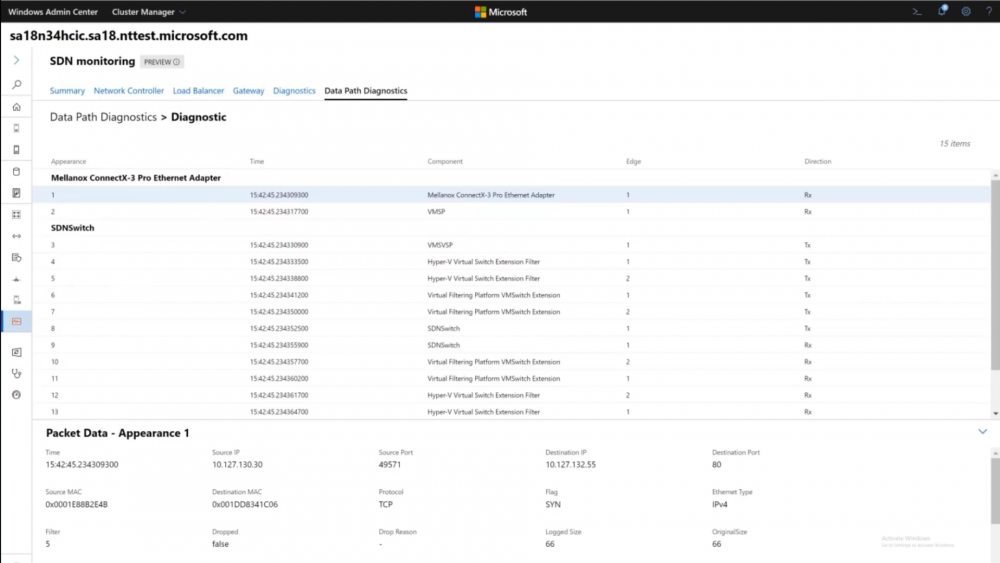 Windows Admin Center Cluster Manager Microsoft
sa18n34hcic.sa18.nttest.microsoft.com
SDN monitoring PREVIEW
Summary Network Controller Load Balancer Gateway Diagnostics Data Path Diagnostics
Data Path Diagnostics > Diagnostic
15 items
Appearance Time Component Edge Direction
Mellanox ConnectX-3 Pro Ethernet Adapter
1 15:42:45.234309300 Mellanox ConnectX-3 Pro Ethernet Adapter 1 Rx
2 15:42:45.234317700 VMSP 1 Rx
SDNSwitch
3 15:42:45.234330900 VMSVSP 1 Tx
4 15:42:45.234333500 Hyper-V Virtual Switch Extension Filter 1 Tx
5 15:42:45.234338800 Hyper-V Virtual Switch Extension Filter 2 Tx
6 15:42:45.234341200 Virtual Filtering Platform VMSwitch Extension 1 Tx
7 15:42:45.234350000 Virtual Filtering Platform VMSwitch Extension 2 Tx
8 15:42:45.234352500 SDNSwitch 1 Tx
9 15:42:45.234355900 SDNSwitch 1 Rx
10 15:42:45.234357700 Virtual Filtering Platform VMSwitch Extension 2 Rx
11 15:42:45.234360200 Virtual Filtering Platform VMSwitch Extension 1 Rx
12 15:42:45.234361700 Hyper-V Virtual Switch Extension Filter 2 Rx
13 15:42:45.234364700 Hyper-V Virtual Switch Extension Filter 1 Rx
Packet Data - Appearance 1
Time Source IP Source Port Destination IP Destination Port
15:42:45.234309300 10.127.130.30 49571 10.127.132.55 80
Source MAC Destination MAC Protocol Flag Ethernet Type
0x0001E88B2E4B 0x001DD8341C06 TCP SYN IPv4
Filter Dropped Drop Reason Logged Size OriginalSize
5 false - 66 66
Activate Windows
Go to Settings to activate Windows.